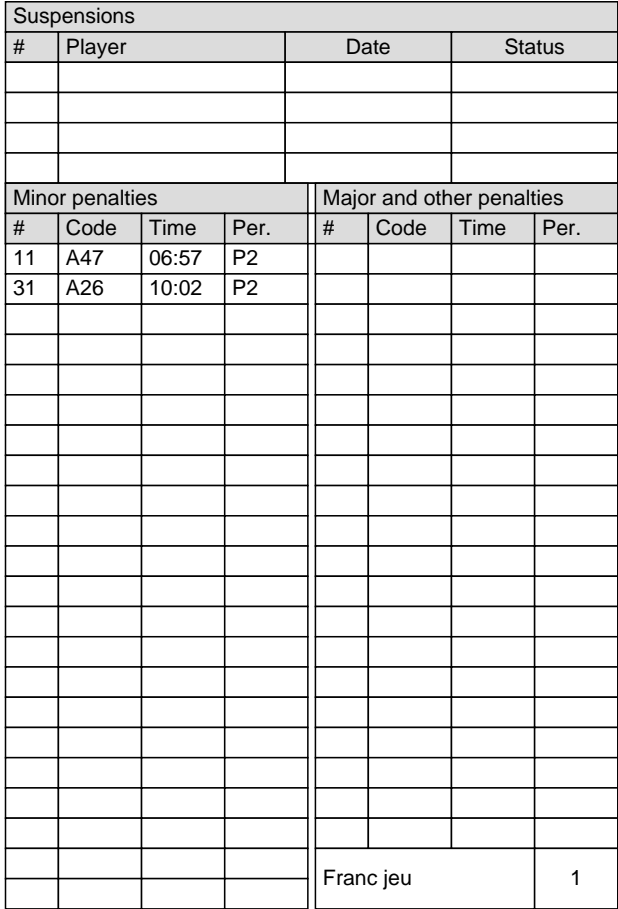 Suspensions
# Player Date Status
Minor penalties Major and other penalties
# Code Time Per. # Code Time Per.
11 A47 06:57 P2
31 A26 10:02 P2
Franc jeu 1